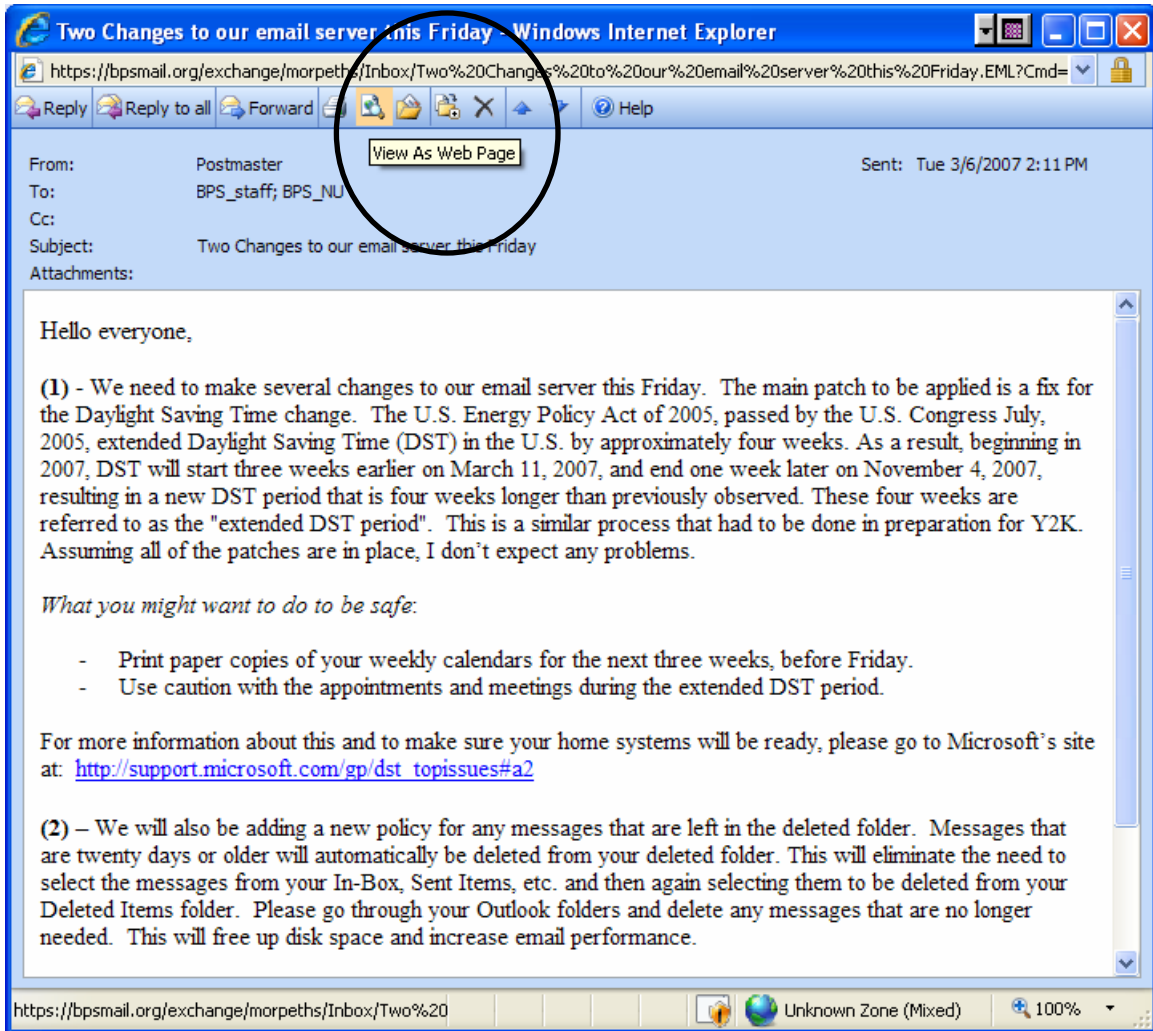 Two Changes to our email server this Friday - Windows Internet Explorer
https://bpsmail.org/exchange/morpeths/Inbox/Two%20Changes%20to%20our%20email%20server%20this%20Friday.EML?Cmd=
Reply Reply to all Forward Help
View As Web Page
From: Postmaster Sent: Tue 3/6/2007 2:11 PM
To: BPS_staff; BPS_NU
Cc:
Subject: Two Changes to our email server this Friday
Attachments:
Hello everyone,
(1) - We need to make several changes to our email server this Friday. The main patch to be applied is a fix for
the Daylight Saving Time change. The U.S. Energy Policy Act of 2005, passed by the U.S. Congress July,
2005, extended Daylight Saving Time (DST) in the U.S. by approximately four weeks. As a result, beginning in
2007, DST will start three weeks earlier on March 11, 2007, and end one week later on November 4, 2007,
resulting in a new DST period that is four weeks longer than previously observed. These four weeks are
referred to as the "extended DST period". This is a similar process that had to be done in preparation for Y2K.
Assuming all of the patches are in place, I don’t expect any problems.
What you might want to do to be safe:
- Print paper copies of your weekly calendars for the next three weeks, before Friday.
- Use caution with the appointments and meetings during the extended DST period.
For more information about this and to make sure your home systems will be ready, please go to Microsoft’s site
at: http://support.microsoft.com/gp/dst_topissues#a2
(2) – We will also be adding a new policy for any messages that are left in the deleted folder. Messages that
are twenty days or older will automatically be deleted from your deleted folder. This will eliminate the need to
select the messages from your In-Box, Sent Items, etc. and then again selecting them to be deleted from your
Deleted Items folder. Please go through your Outlook folders and delete any messages that are no longer
needed. This will free up disk space and increase email performance.
https://bpsmail.org/exchange/morpeths/Inbox/Two%20 Unknown Zone (Mixed) 100%